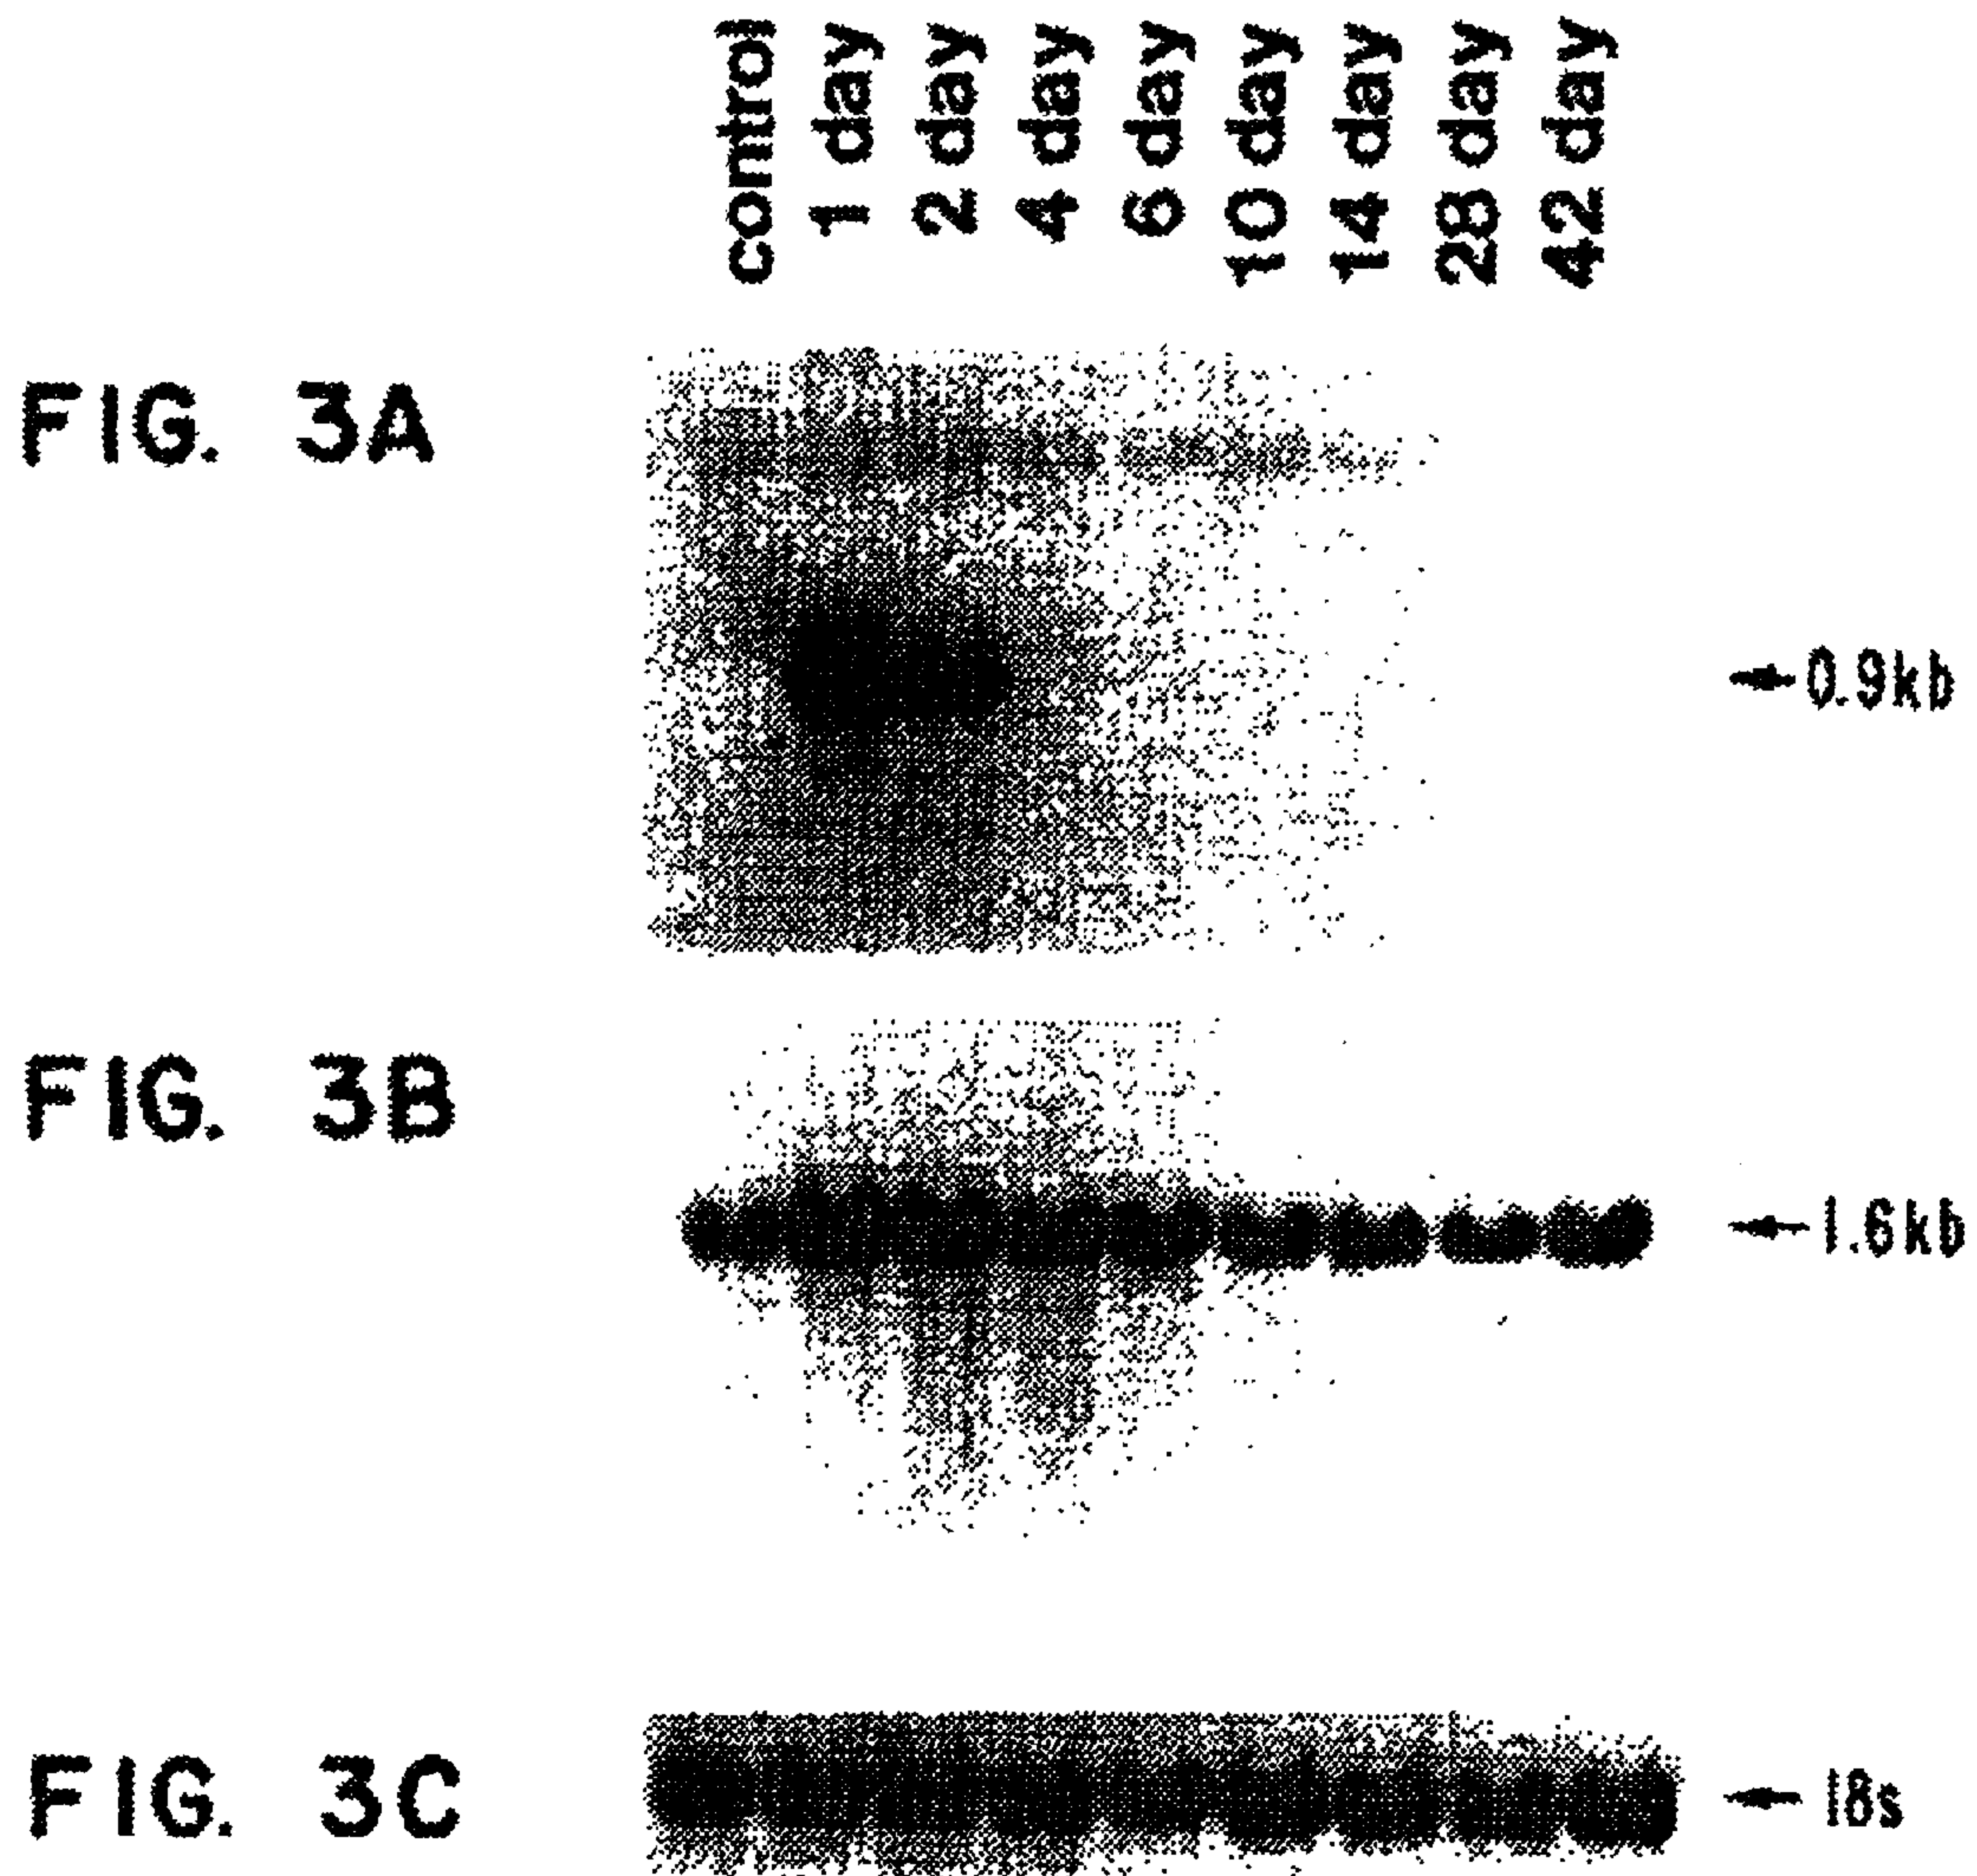 control
1 day
2 day
4 day
6 day
10 day
14 day
28 day
42 day
FIG. 3A
0.9kb
FIG. 3B
1.6kb
FIG. 3C
18s